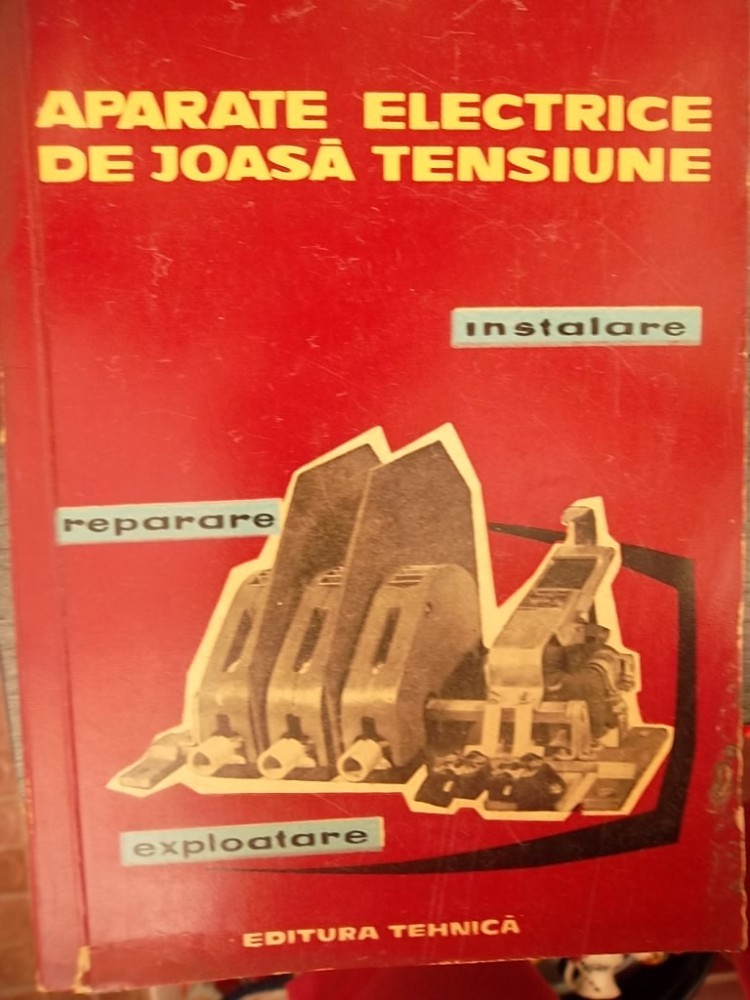 APARATE ELECTRICE
DE JOASĂ TENSIUNE
instalare
reparare
exploatare
EDITURA TEHNICĂ